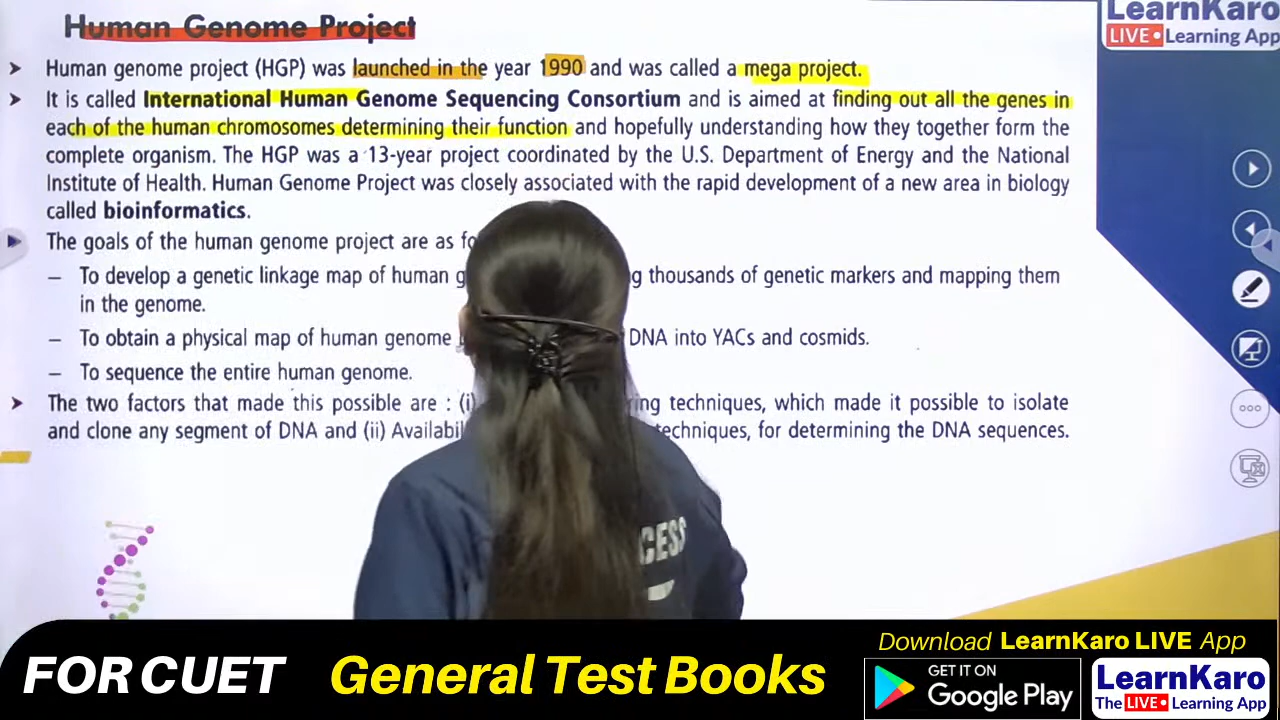 Human Genome Project
LearnKaro
LIVE Learning App
Human genome project (HGP) was launched in the year 1990 and was called a mega project.
It is called International Human Genome Sequencing Consortium and is aimed at finding out all the genes in
each of the human chromosomes determining their function and hopefully understanding how they together form the
complete organism. The HGP was a 13-year project coordinated by the U.S. Department of Energy and the National
Institute of Health. Human Genome Project was closely associated with the rapid development of a new area in biology
called bioinformatics.
The goals of the human genome project are as
– To develop a genetic linkage map of human thousands of genetic markers and mapping them
in the genome.
– To obtain a physical map of human genome DNA into YACs and cosmids.
– To sequence the entire human genome.
The two factors that made this possible are : (i) techniques, which made it possible to isolate
and clone any segment of DNA and (ii) techniques, for determining the DNA sequences.
CESS
FOR CUET General Test Books
Download LearnKaro LIVE App
GET IT ON
Google Play
LearnKaro
The LIVE Learning App